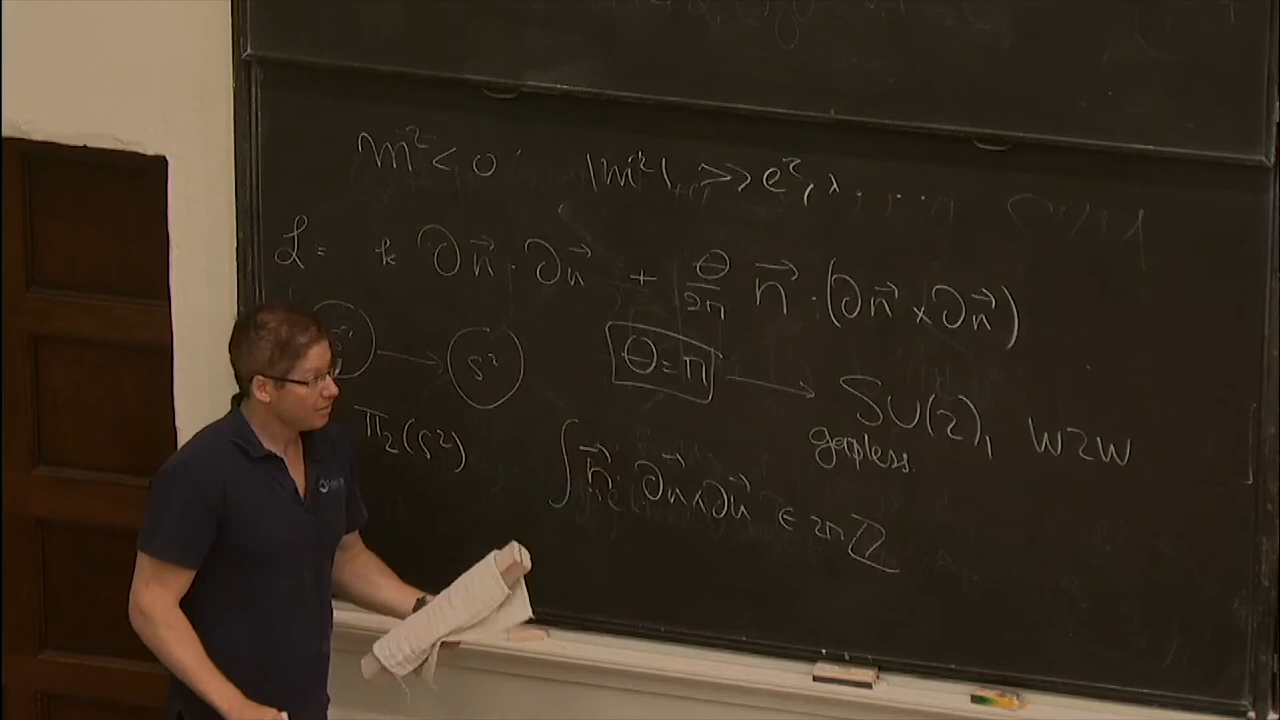 m² < 0 |m²| >> e², λ, ...
ℒ = k ∂n⃗ · ∂n⃗ + θ/2π n⃗ · (∂n⃗ × ∂n⃗)
S² → S² θ = π → SU(2)₁ WZW
gapless
π₂(S²) ∫ n⃗ · ∂n⃗ × ∂n⃗ ∈ 2πℤ